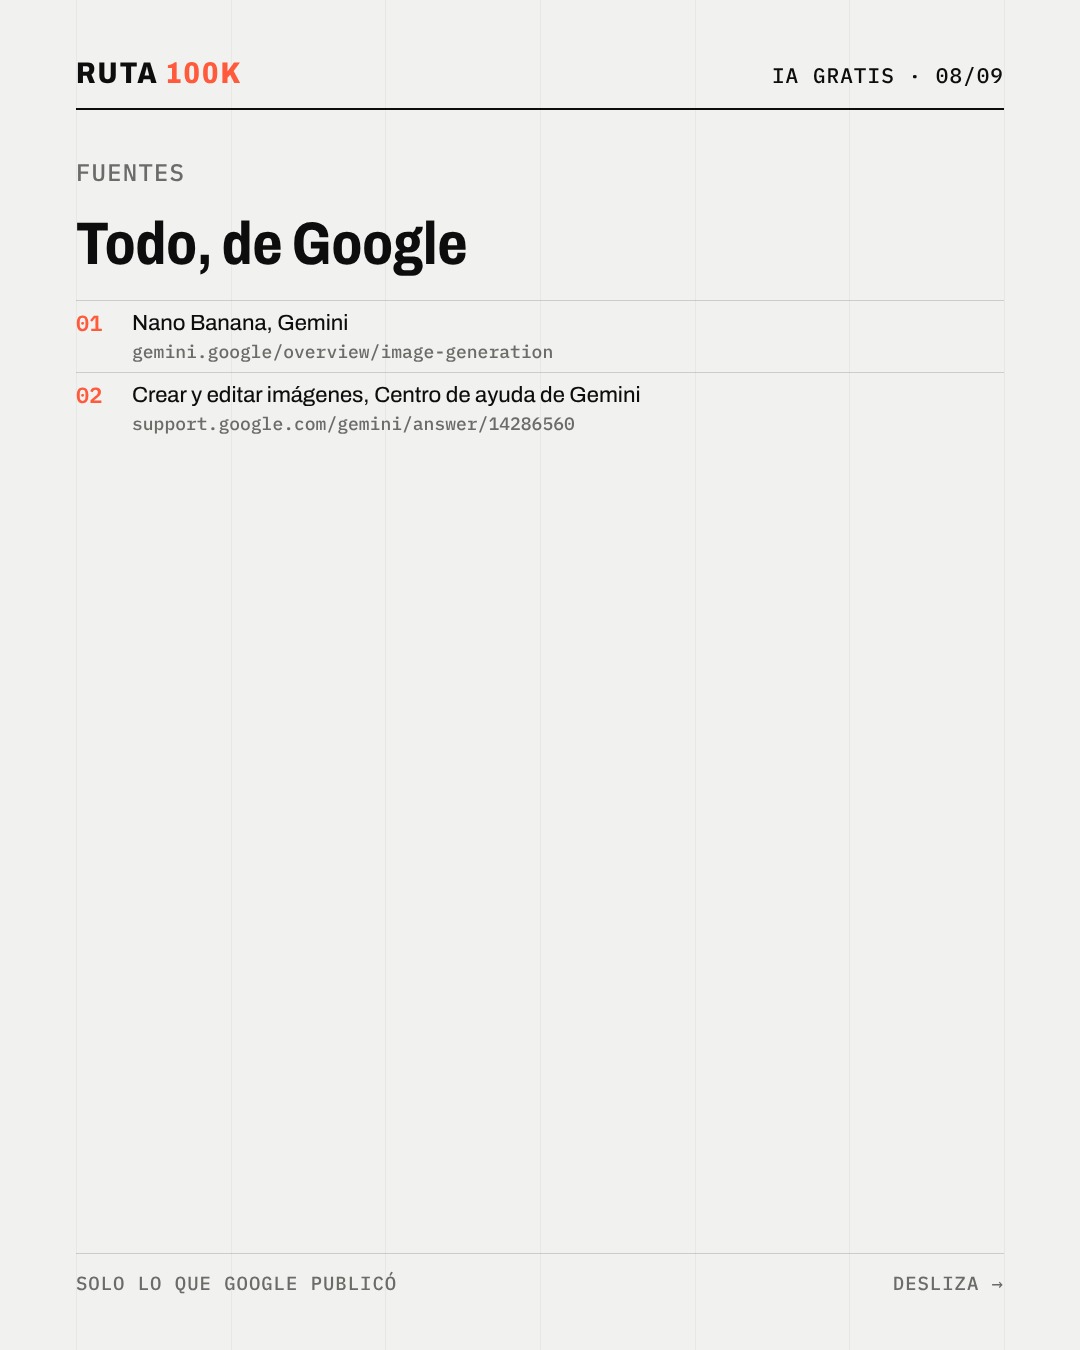 RUTA 100K
IA GRATIS · 08/09
FUENTES
Todo, de Google
01 Nano Banana, Gemini
gemini.google/overview/image-generation
02 Crear y editar imágenes, Centro de ayuda de Gemini
support.google.com/gemini/answer/14286560
SOLO LO QUE GOOGLE PUBLICÓ
DESLIZA →